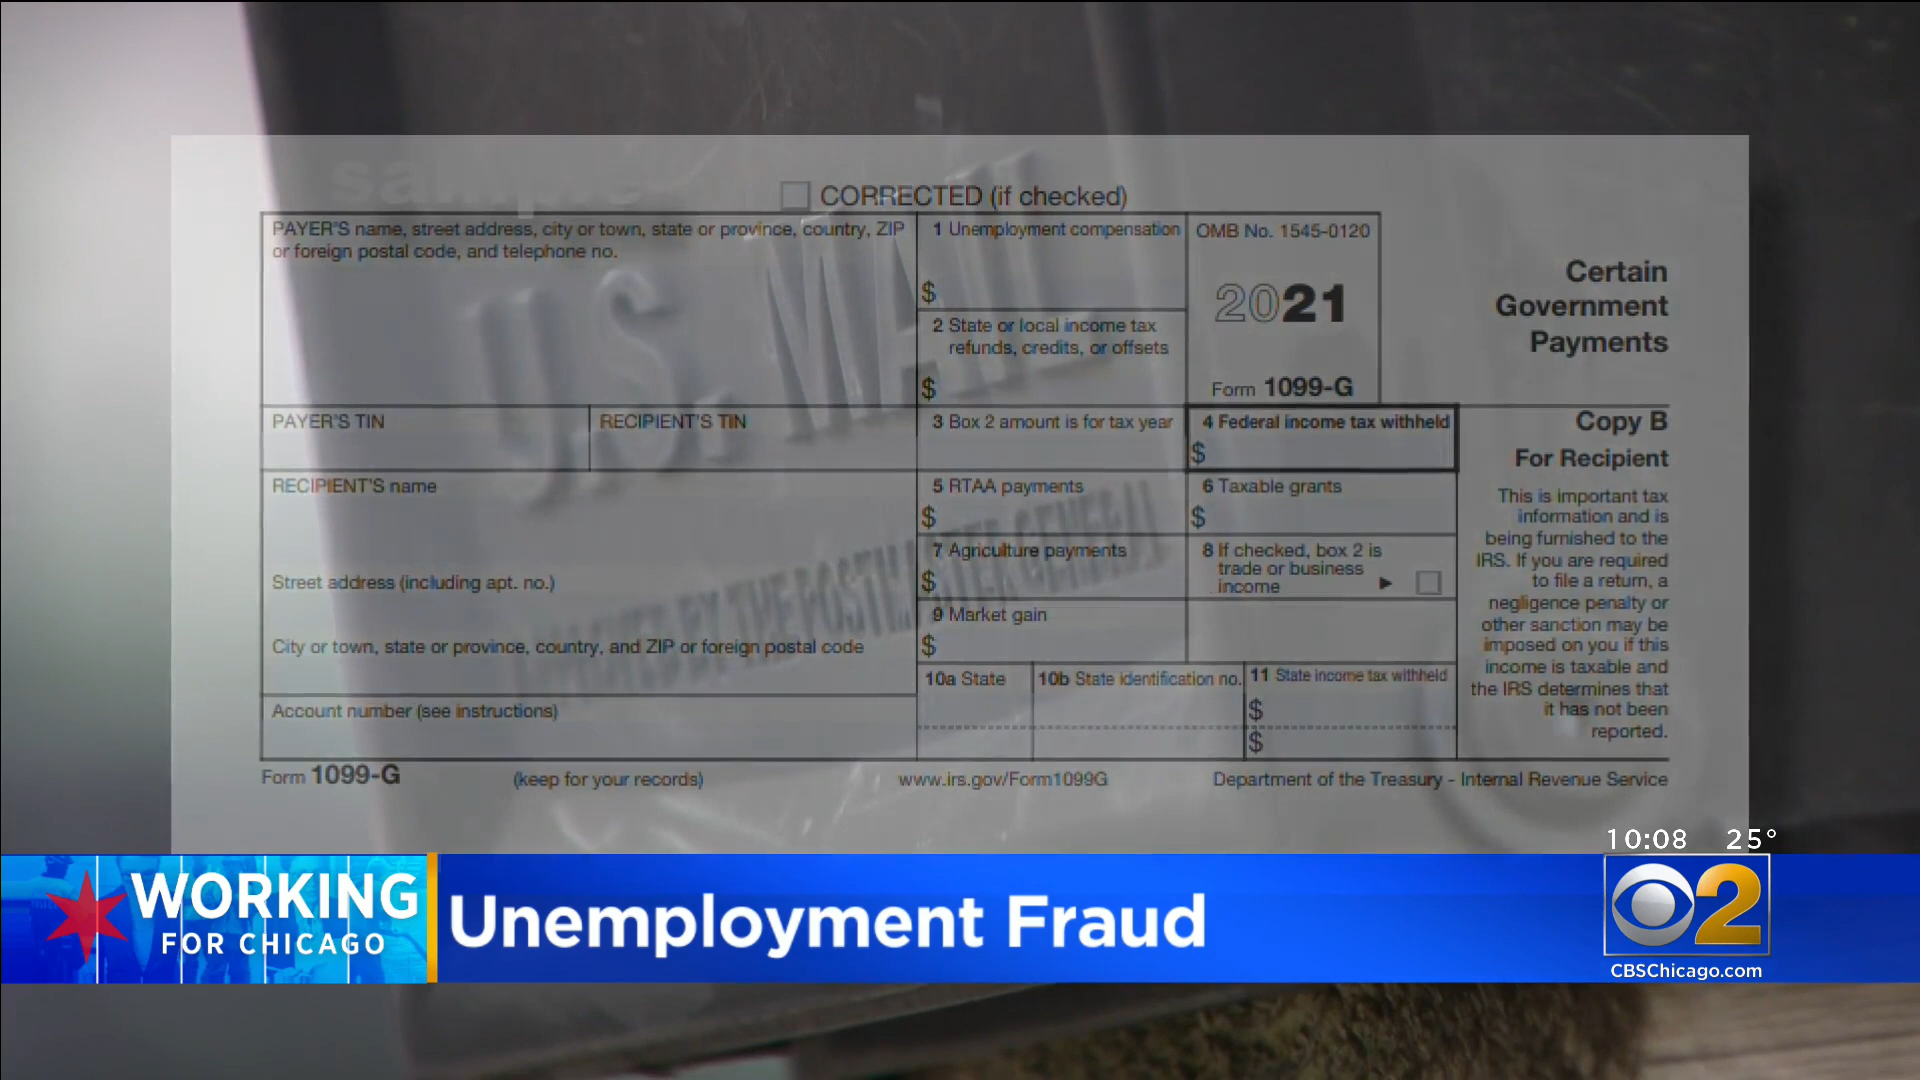 sample
CORRECTED (if checked)
PAYER'S name, street address, city or town, state or province, country, ZIP
or foreign postal code, and telephone no.
1 Unemployment compensation
$
OMB No. 1545-0120
2021
Form 1099-G
Certain
Government
Payments
2 State or local income tax
refunds, credits, or offsets
$
PAYER'S TIN
RECIPIENT'S TIN
3 Box 2 amount is for tax year
4 Federal income tax withheld
$
Copy B
For Recipient
RECIPIENT'S name
5 RTAA payments
$
6 Taxable grants
$
This is important tax
information and is
being furnished to the
IRS. If you are required
to file a return, a
negligence penalty or
other sanction may be
imposed on you if this
income is taxable and
the IRS determines that
it has not been
reported.
7 Agriculture payments
$
8 If checked, box 2 is
trade or business
income ▶
Street address (including apt. no.)
9 Market gain
$
City or town, state or province, country, and ZIP or foreign postal code
10a State
10b State identification no.
11 State income tax withheld
$
$
Account number (see instructions)
Form 1099-G
(keep for your records)
www.irs.gov/Form1099G
Department of the Treasury - Internal Revenue Service
U.S. MAIL
APPROVED BY THE POSTMASTER GENERAL
10:08 25°
WORKING
FOR CHICAGO
Unemployment Fraud
2
CBSChicago.com